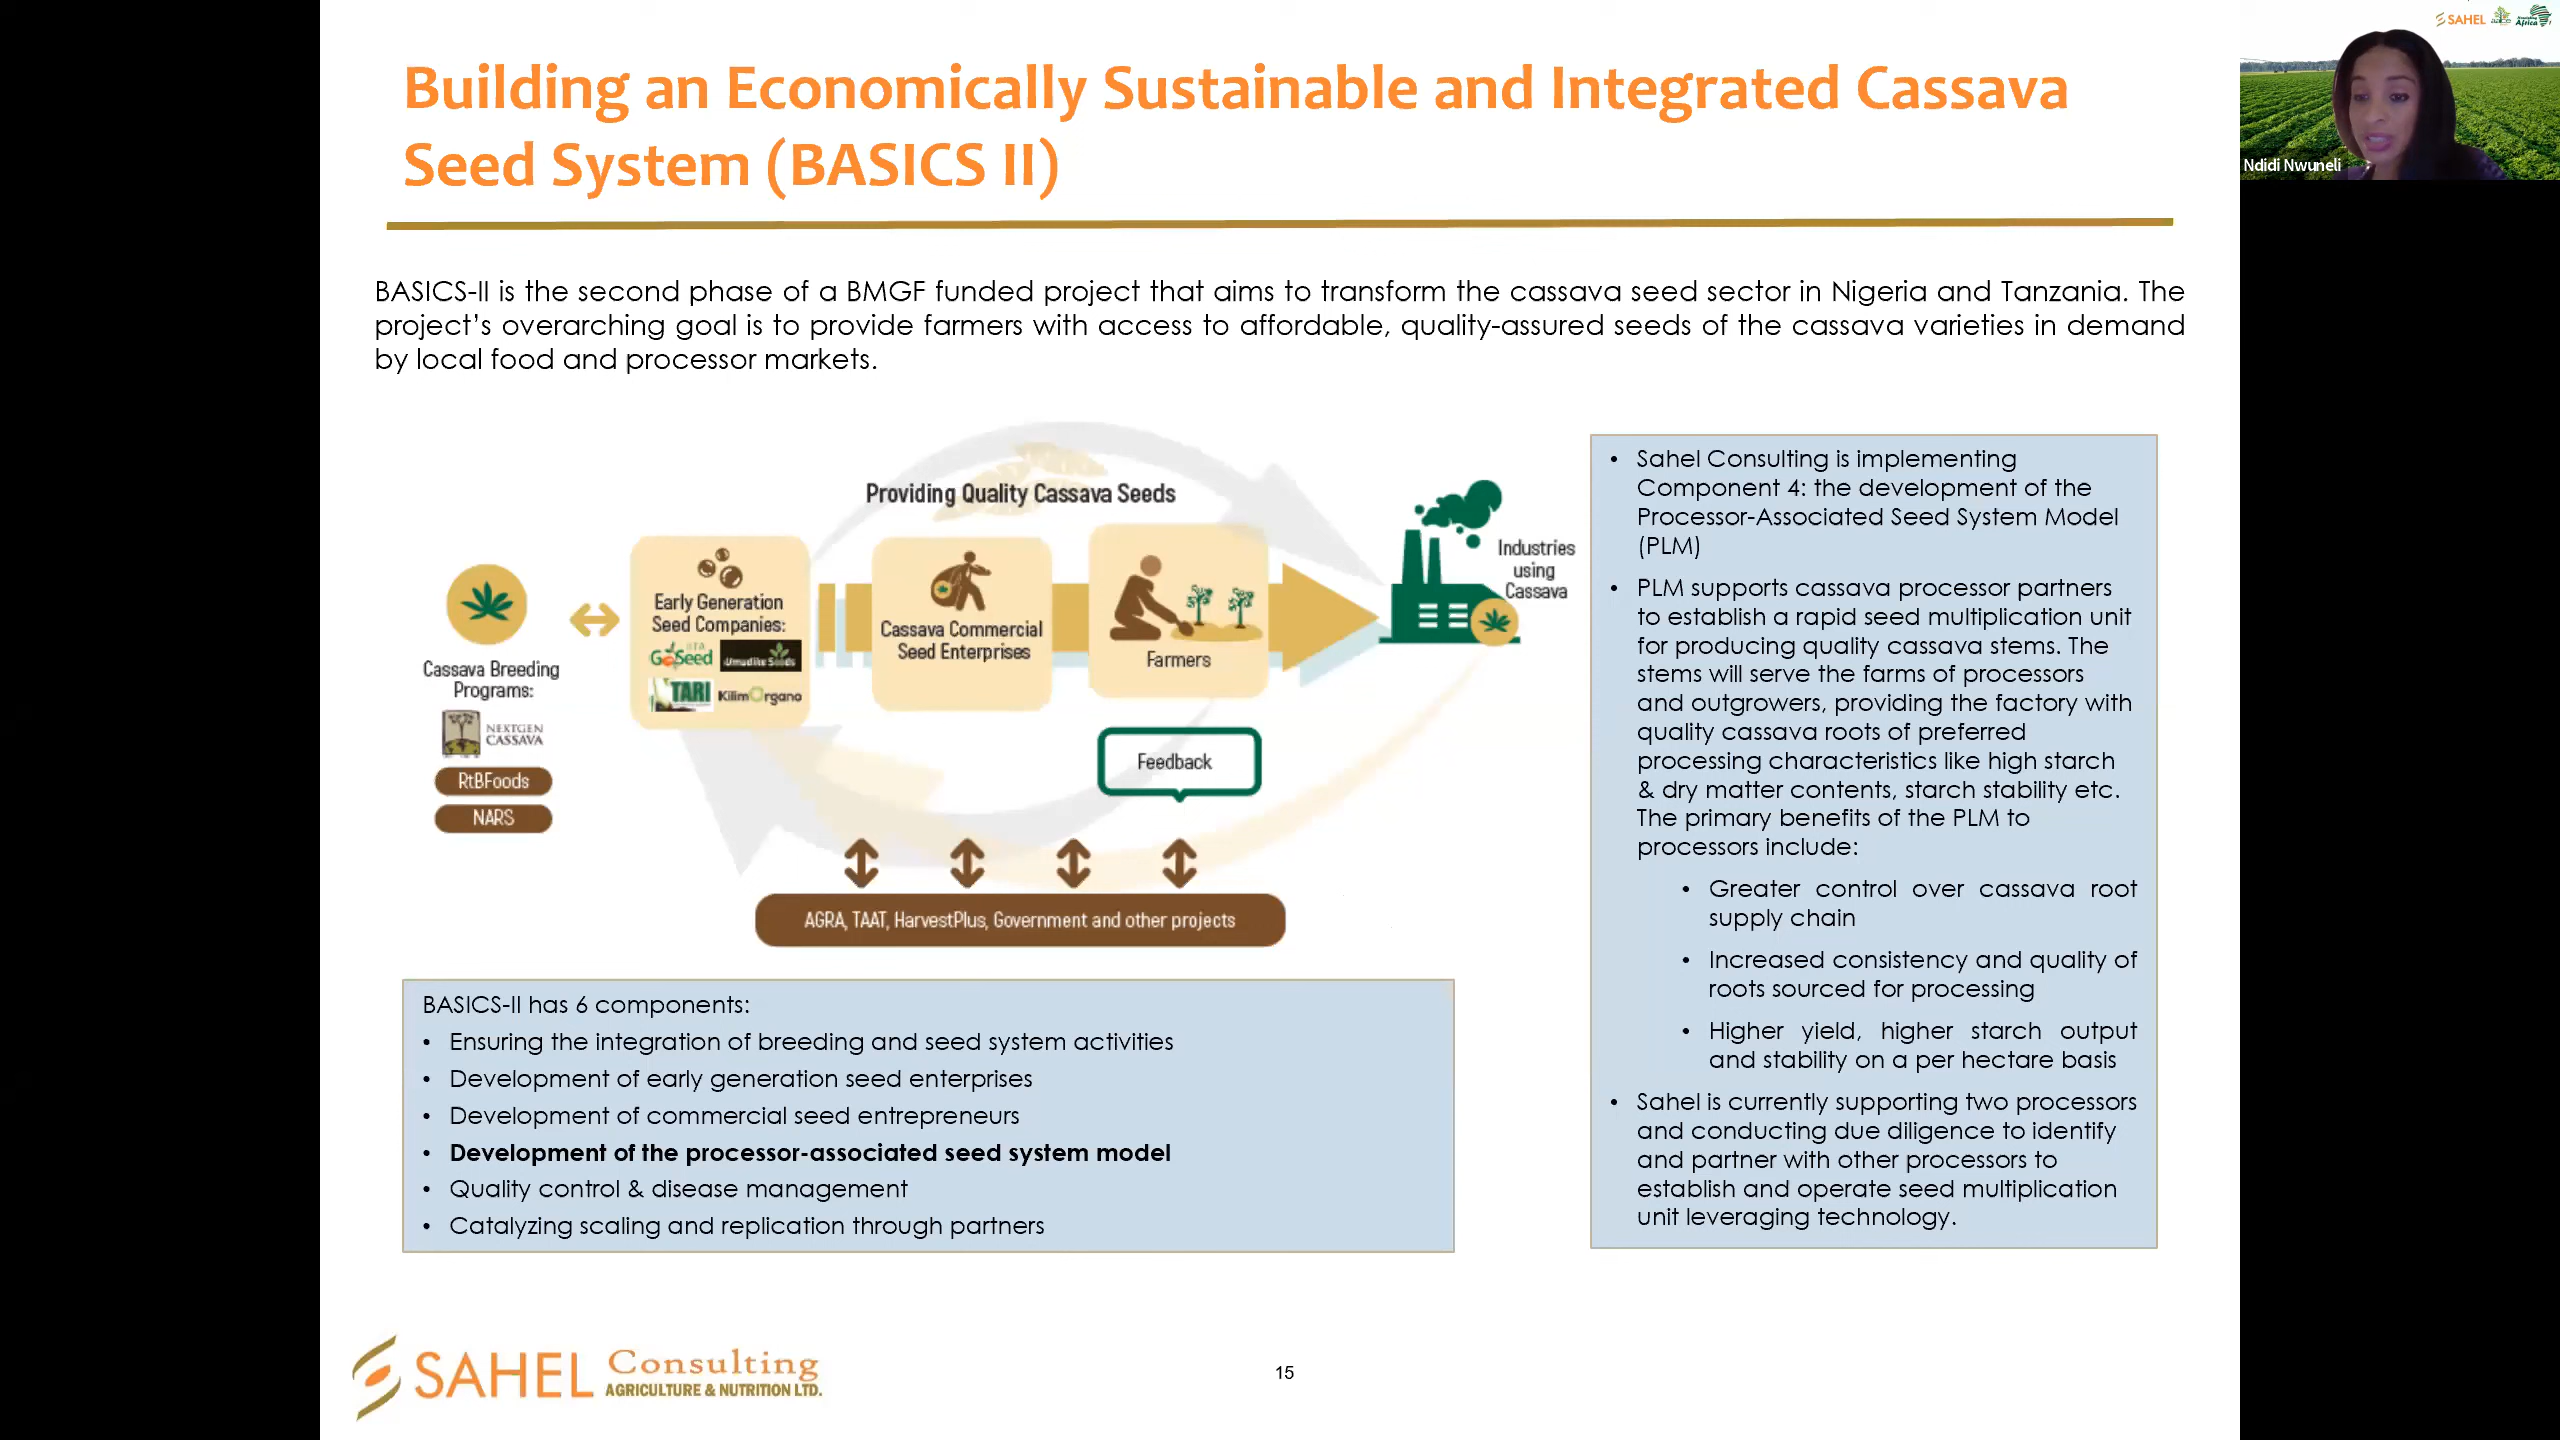 Building an Economically Sustainable and Integrated Cassava
Seed System (BASICS II)
SAHEL
Africa
Ndidi Nwuneli
BASICS-II is the second phase of a BMGF funded project that aims to transform the cassava seed sector in Nigeria and Tanzania. The
project’s overarching goal is to provide farmers with access to affordable, quality-assured seeds of the cassava varieties in demand
by local food and processor markets.
Providing Quality Cassava Seeds
Cassava Breeding
Programs:
NEXTGEN
CASSAVA
RtBFoods
NARS
Early Generation
Seed Companies:
IITA
GoSeed
Umudike Seeds
TARI
KilimOrgano
Cassava Commercial
Seed Enterprises
Farmers
Industries
using
Cassava
Feedback
AGRA, TAAT, HarvestPlus, Government and other projects
BASICS-II has 6 components:
• Ensuring the integration of breeding and seed system activities
• Development of early generation seed enterprises
• Development of commercial seed entrepreneurs
• Development of the processor-associated seed system model
• Quality control & disease management
• Catalyzing scaling and replication through partners
• Sahel Consulting is implementing
Component 4: the development of the
Processor-Associated Seed System Model
(PLM)
• PLM supports cassava processor partners
to establish a rapid seed multiplication unit
for producing quality cassava stems. The
stems will serve the farms of processors
and outgrowers, providing the factory with
quality cassava roots of preferred
processing characteristics like high starch
& dry matter contents, starch stability etc.
The primary benefits of the PLM to
processors include:
• Greater control over cassava root
supply chain
• Increased consistency and quality of
roots sourced for processing
• Higher yield, higher starch output
and stability on a per hectare basis
• Sahel is currently supporting two processors
and conducting due diligence to identify
and partner with other processors to
establish and operate seed multiplication
unit leveraging technology.
SAHEL Consulting
AGRICULTURE & NUTRITION LTD.
15